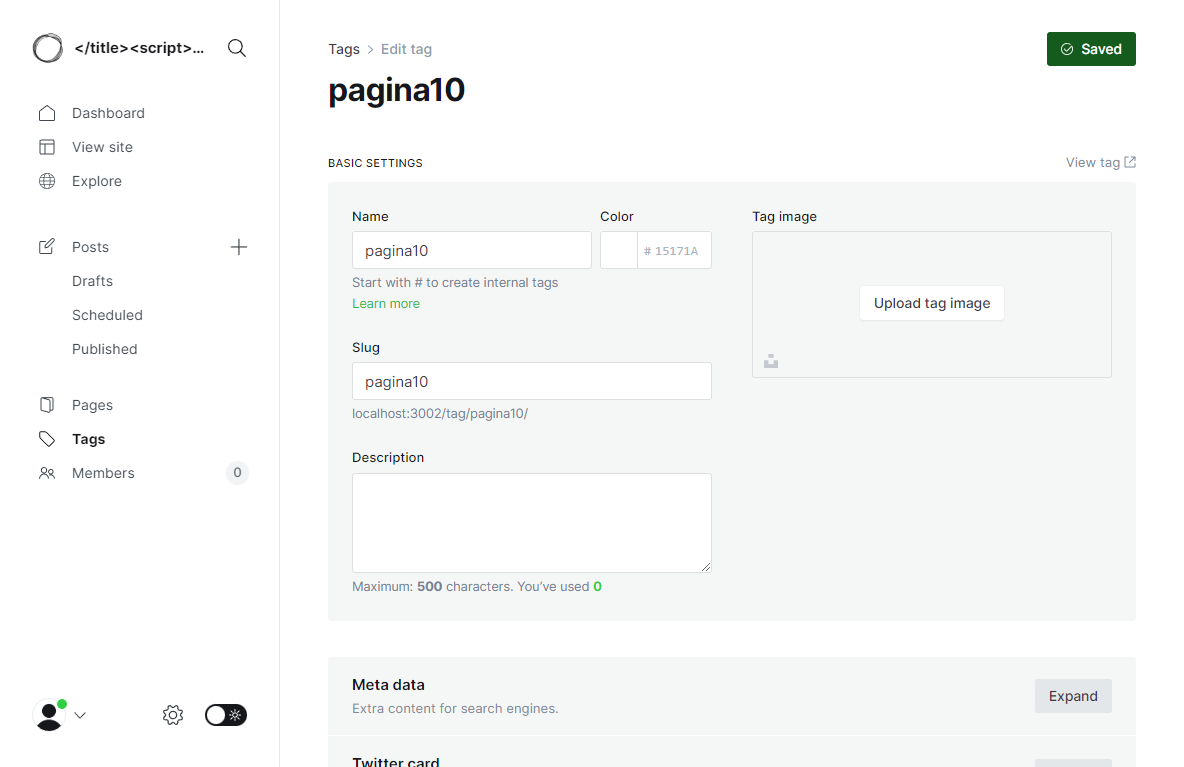 </title><script>...
Dashboard
View site
Explore
Posts
Drafts
Scheduled
Published
Pages
Tags
Members
0
Tags > Edit tag
Saved
pagina10
BASIC SETTINGS
View tag
Name
pagina10
Start with # to create internal tags
Learn more
Color
# 15171A
Slug
pagina10
localhost:3002/tag/pagina10/
Description
Maximum: 500 characters. You’ve used 0
Tag image
Upload tag image
Meta data
Extra content for search engines.
Expand
Twitter card